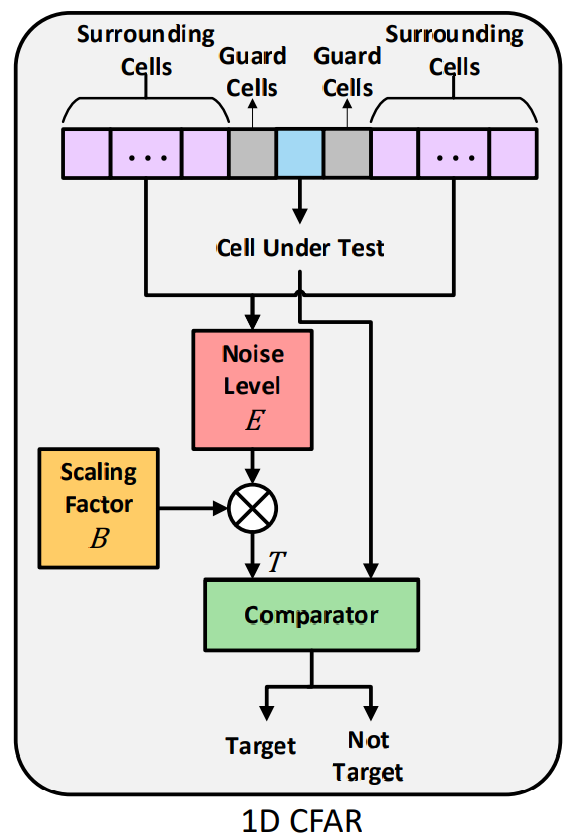 Surrounding
Cells
Guard
Cells
Guard
Cells
Surrounding
Cells
...
...
Cell Under Test
Noise
Level
E
Scaling
Factor
B
T
Comparator
Target
Not
Target
1D CFAR